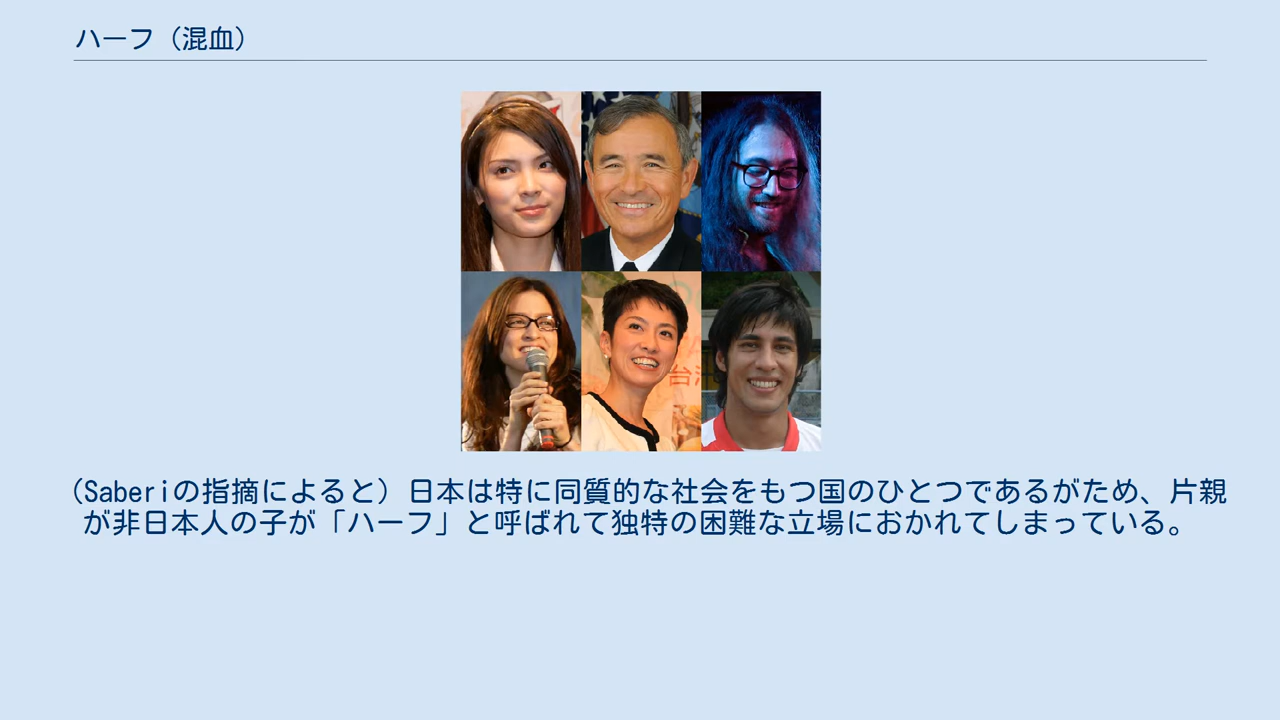 ハーフ（混血）
台湾
（Saberiの指摘によると）日本は特に同質的な社会をもつ国のひとつであるがため、片親
が非日本人の子が「ハーフ」と呼ばれて独特の困難な立場におかれてしまっている。